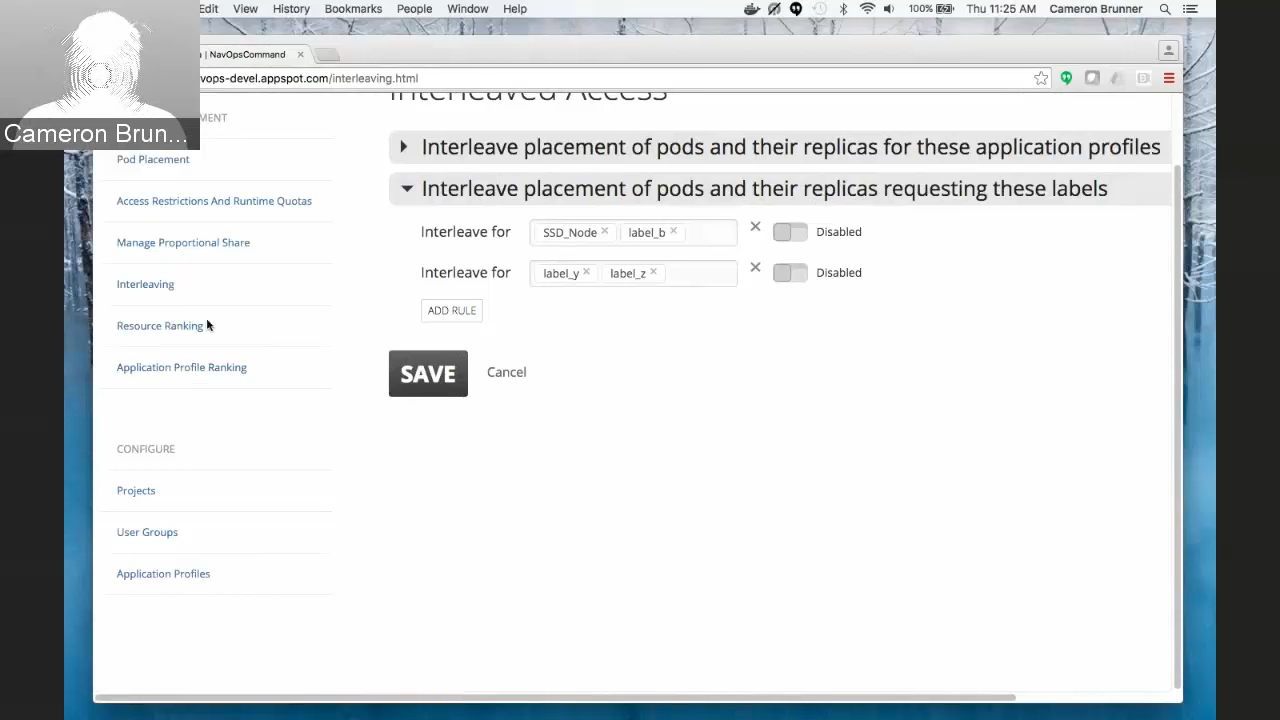 Edit View History Bookmarks People Window Help 100% Thu 11:25 AM Cameron Brunner
| NavOpsCommand
vops-devel.appspot.com/interleaving.html
Cameron Brun...
MENT
Pod Placement
Access Restrictions And Runtime Quotas
Manage Proportional Share
Interleaving
Resource Ranking
Application Profile Ranking
CONFIGURE
Projects
User Groups
Application Profiles
Interleaved Access
Interleave placement of pods and their replicas for these application profiles
Interleave placement of pods and their replicas requesting these labels
Interleave for SSD_Node label_b Disabled
Interleave for label_y label_z Disabled
ADD RULE
SAVE Cancel